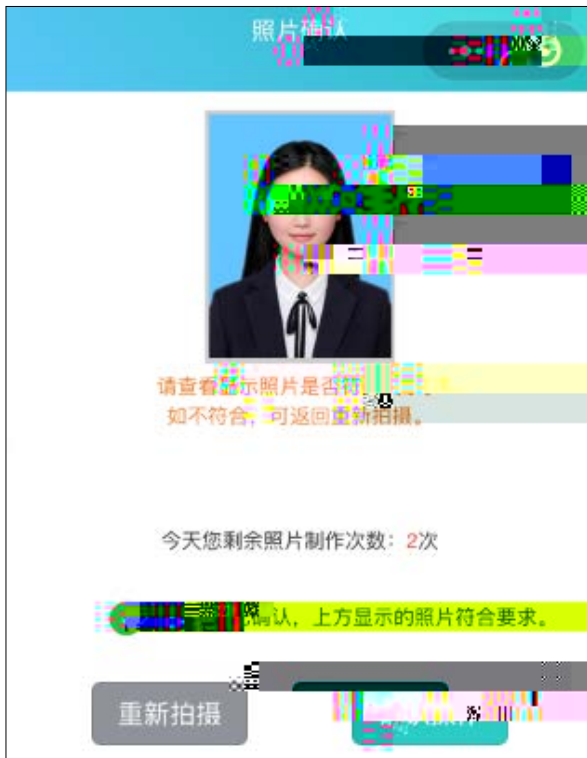 照片确认
请查看显示照片是否符
如不符合，可返回重新拍摄。
今天您剩余照片制作次数：2次
确认，上方显示的照片符合要求。
重新拍摄